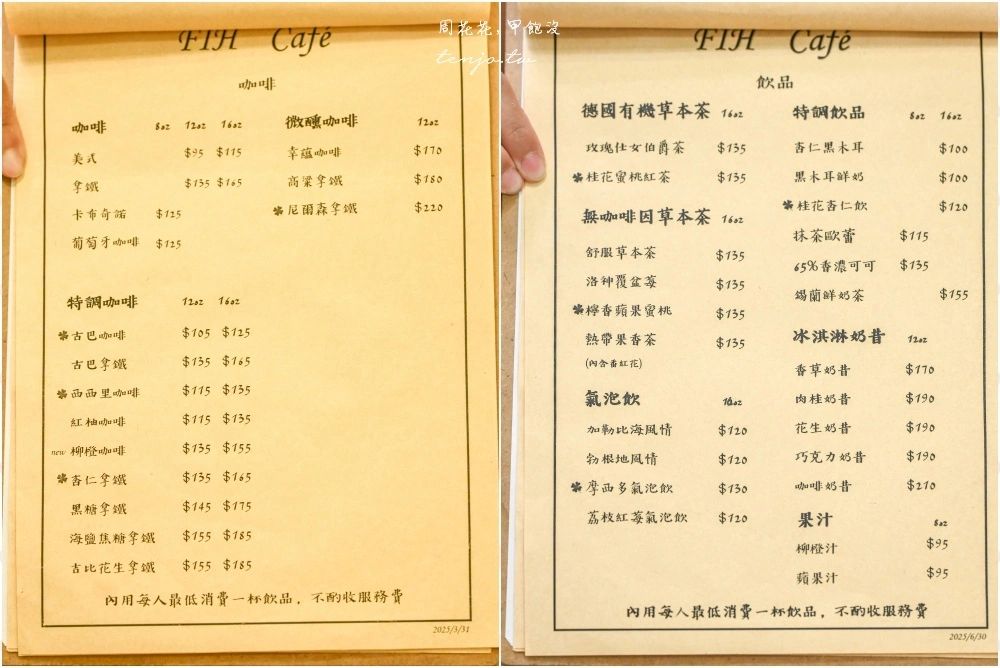 周花花, 甲飽沒
tenjo.tw
FIH Café
咖啡
咖啡 8oz 12oz 16oz
美式 $95 $115
拿鐵 $135 $165
卡布奇諾 $125
葡萄牙咖啡 $125
微醺咖啡 12oz
幸蘊咖啡 $170
高粱拿鐵 $180
尼爾森拿鐵 $220
特調咖啡 12oz 16oz
古巴咖啡 $105 $125
古巴拿鐵 $135 $165
西西里咖啡 $115 $135
紅柚咖啡 $115 $135
new 柳橙咖啡 $135 $155
杏仁拿鐵 $135 $165
黑糖拿鐵 $145 $175
海鹽焦糖拿鐵 $155 $185
古比花生拿鐵 $155 $185
內用每人最低消費一杯飲品，不酌收服務費
2025/3/31
FIH Café
飲品
德國有機草本茶 16oz
玫瑰仕女伯爵茶 $135
桂花蜜桃紅茶 $135
無咖啡因草本茶 16oz
舒服草本茶 $135
洛神覆盆莓 $135
檸香蘋果蜜桃 $135
熱帶果香茶 $135
(內含番紅花)
氣泡飲 16oz
加勒比海風情 $120
勃根地風情 $120
摩西多氣泡飲 $130
荔枝紅莓氣泡飲 $120
特調飲品 8oz 16oz
杏仁黑木耳 $100
黑木耳鮮奶 $100
桂花杏仁飲 $120
抹茶歐蕾 $115
65%香濃可可 $135
錫蘭鮮奶茶 $155
冰淇淋奶昔 12oz
香草奶昔 $170
肉桂奶昔 $190
花生奶昔 $190
巧克力奶昔 $190
咖啡奶昔 $210
果汁 8oz
柳橙汁 $95
蘋果汁 $95
內用每人最低消費一杯飲品，不酌收服務費
2025/6/30